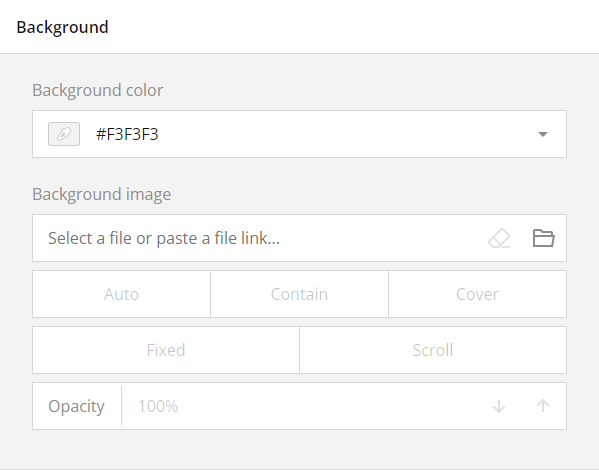 Background
Background color
#F3F3F3
Background image
Select a file or paste a file link...
Auto Contain Cover
Fixed Scroll
Opacity 100%